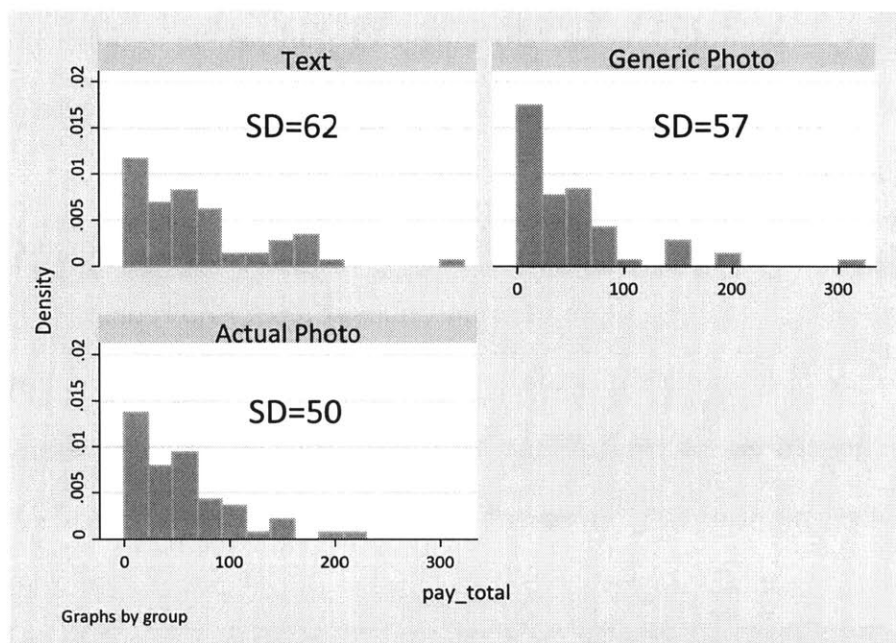 Text
Generic Photo
.02
.015
.01
.005
0
SD=62
SD=57
0 100 200 300
Density
Actual Photo
.02
.015
.01
.005
0
SD=50
0 100 200 300
pay_total
Graphs by group